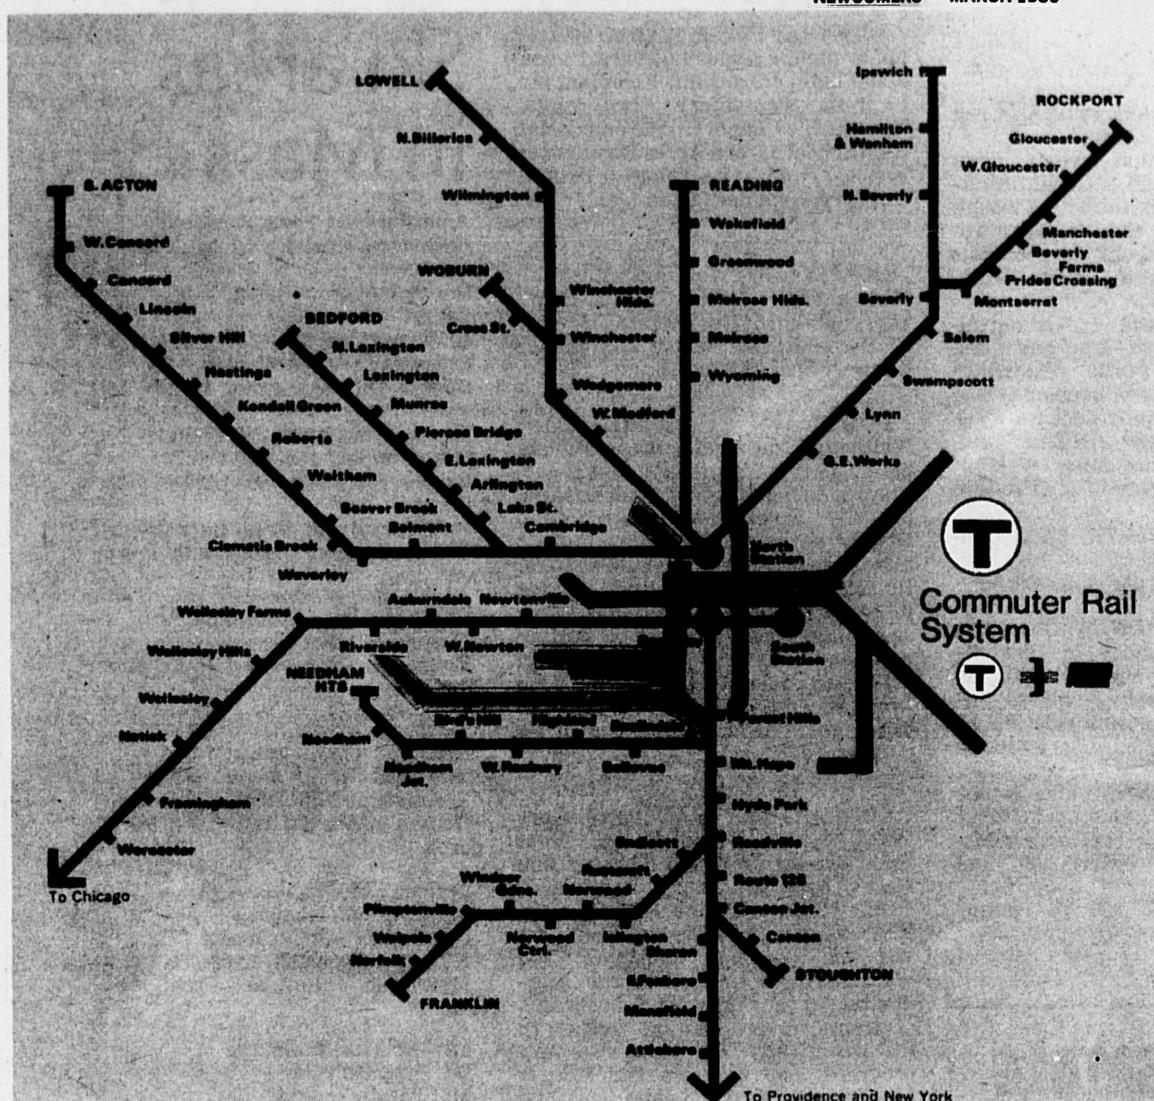 LOWELL
N. Billerica
Wilmington
Ipswich
Hamilton
& Wenham
N. Beverly
Beverly
ROCKPORT
Gloucester
W. Gloucester
Manchester
Beverly
Farms
Prides Crossing
Montserrat
Salem
Swampscott
Lynn
G.E. Works
S. ACTON
W. Concord
Concord
Lincoln
Silver Hill
Hastings
Kendall Green
Roberts
Waltham
Beaver Brook
Clematis Brook
Waverley
Belmont
Cambridge
WOBURN
Cross St.
Winchester
Hlds.
Winchester
Wedgemere
W. Medford
READING
Wakefield
Greenwood
Melrose Hlds.
Melrose
Wyoming
BEDFORD
N. Lexington
Lexington
Munroe
Pierces Bridge
E. Lexington
Arlington
Lake St.
North
Station
T
Commuter Rail
System
T
Wellesley Farms
Auburndale
Newtonville
Riverside
W. Newton
South
Station
Wellesley Hills
Wellesley
Natick
Framingham
Worcester
To Chicago
NEEDHAM
HTS
Needham
Needham
Jct.
Bird's Hill
W. Roxbury
Highland
Bellevue
Forest Hills
Mt. Hope
Hyde Park
Readville
Route 128
Canton Jct.
Canton
STOUGHTON
Endicott
Norwood
Windsor
Gdns.
Plimptonville
Walpole
Norfolk
FRANKLIN
Norwood
Ctrl.
Islington
Sharon
E. Foxboro
Mansfield
Attleboro
To Providence and New York